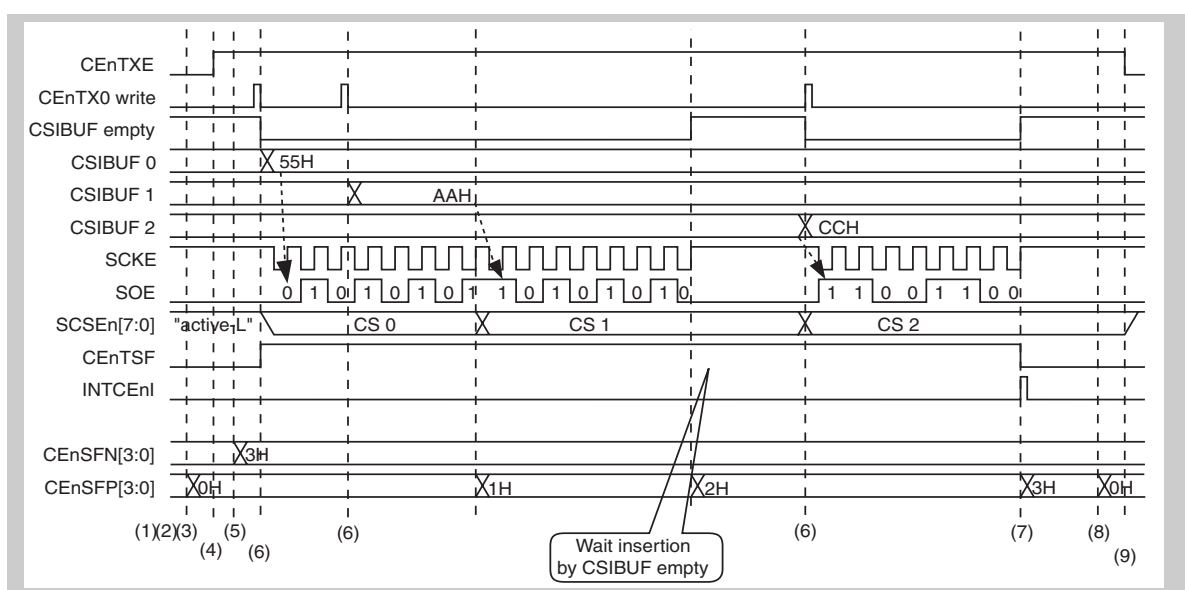 CEnTXE
CEnTX0 write
CSIBUF empty
CSIBUF 0 55H
CSIBUF 1 AAH
CSIBUF 2 CCH
SCKE
SOE 0 1 0 1 0 1 0 1 1 0 1 0 1 0 1 0 1 1 0 0 1 1 0 0
SCSEn[7:0] "active-L" CS 0 CS 1 CS 2
CEnTSF
INTCEnI
CEnSFN[3:0] 3H
CEnSFP[3:0] 0H 1H 2H 3H 0H
(1)(2)(3) (5) (6) (6) (7) (8)
(4) (6) (9)
Wait insertion
by CSIBUF empty